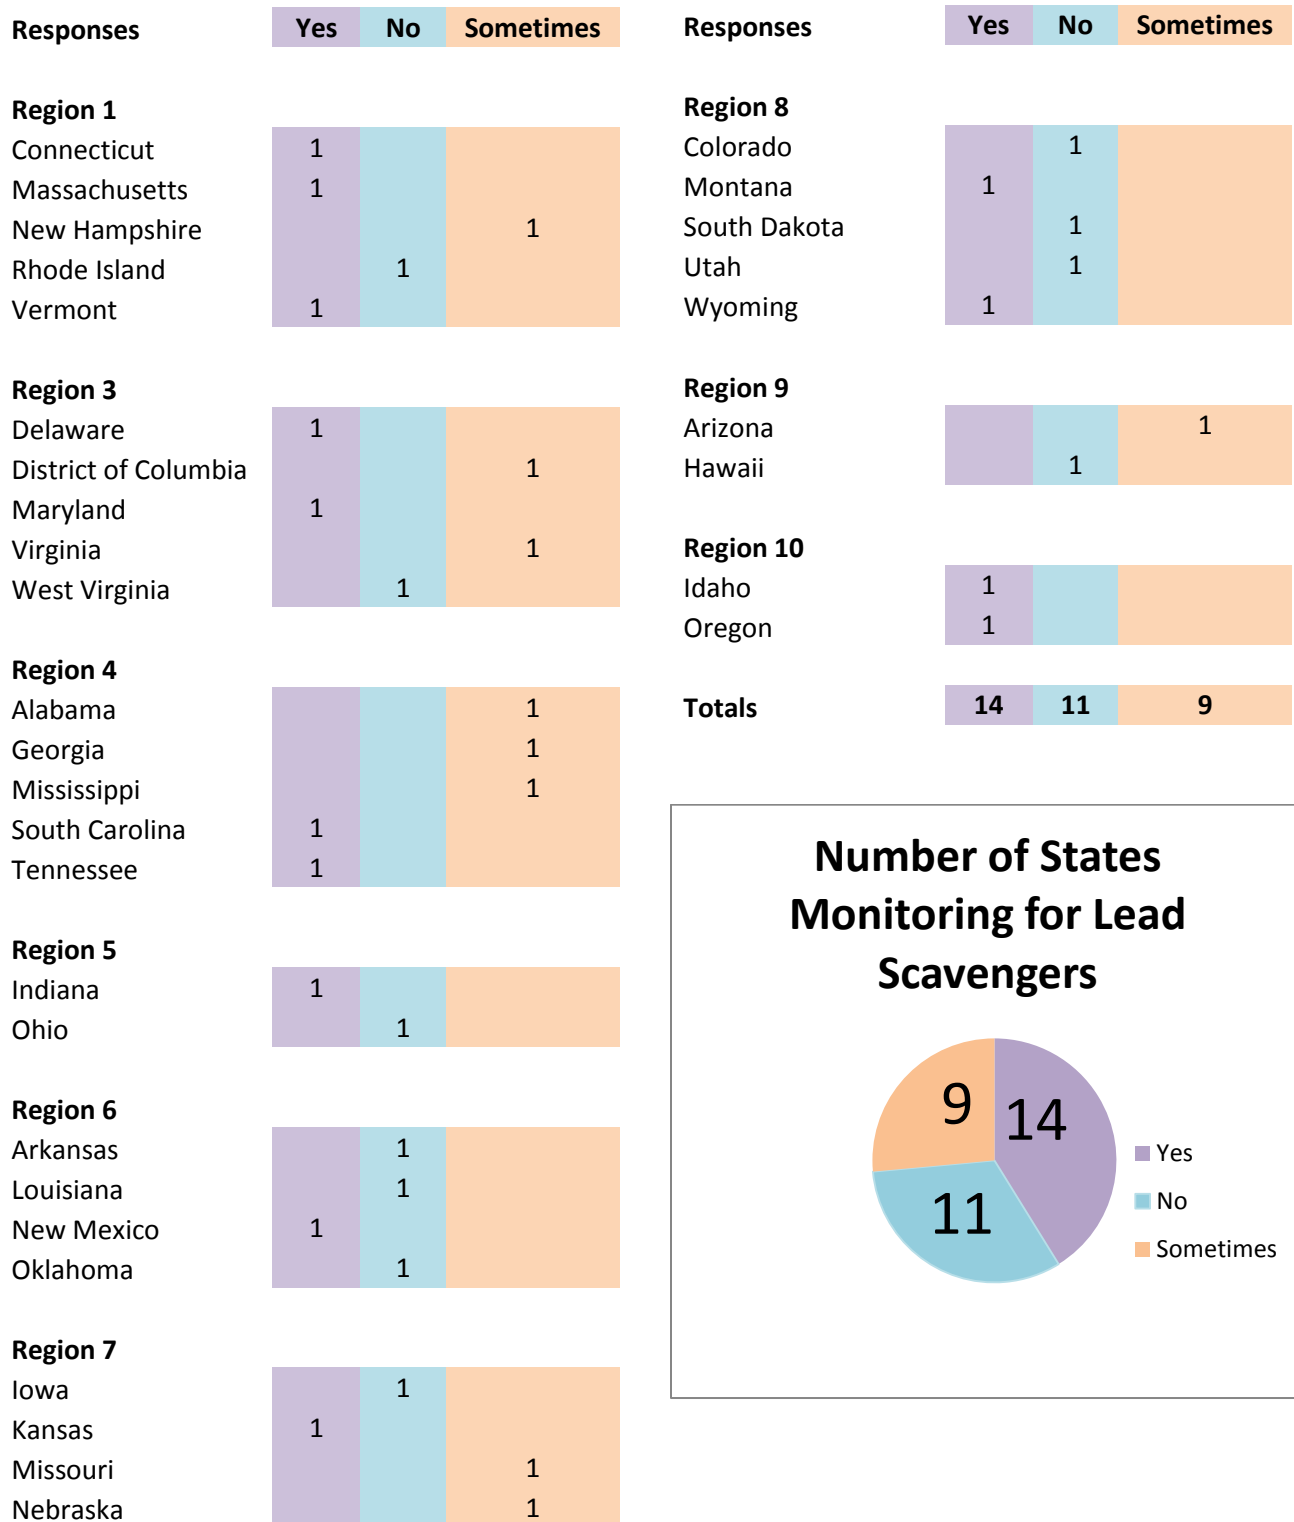 Responses Yes No Sometimes
Region 1
Connecticut 1
Massachusetts 1
New Hampshire 1
Rhode Island 1
Vermont 1
Region 3
Delaware 1
District of Columbia 1
Maryland 1
Virginia 1
West Virginia 1
Region 4
Alabama 1
Georgia 1
Mississippi 1
South Carolina 1
Tennessee 1
Region 5
Indiana 1
Ohio 1
Region 6
Arkansas 1
Louisiana 1
New Mexico 1
Oklahoma 1
Region 7
Iowa 1
Kansas 1
Missouri 1
Nebraska 1
Responses Yes No Sometimes
Region 8
Colorado 1
Montana 1
South Dakota 1
Utah 1
Wyoming 1
Region 9
Arizona 1
Hawaii 1
Region 10
Idaho 1
Oregon 1
Totals 14 11 9
Number of States
Monitoring for Lead
Scavengers
9 14
11
Yes
No
Sometimes